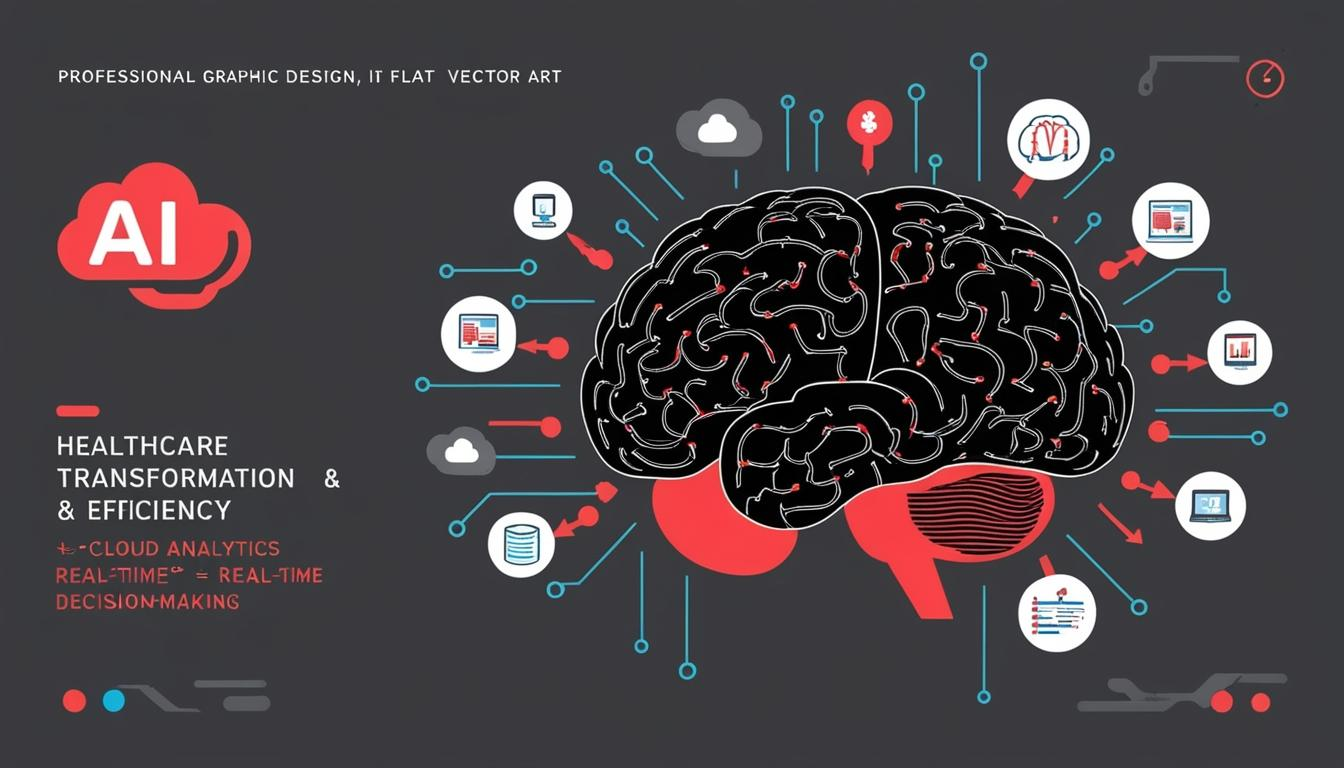 PROFESSIONAL GRAPHIC DESIGN, IT FLAT VECTOR ART
AI
HEALTHCARE
TRANSFORMATION &
& EFFICIENCY
+-CLOUD ANALYTICS
REAL-TIME = REAL-TIME
DECISION-MAKING